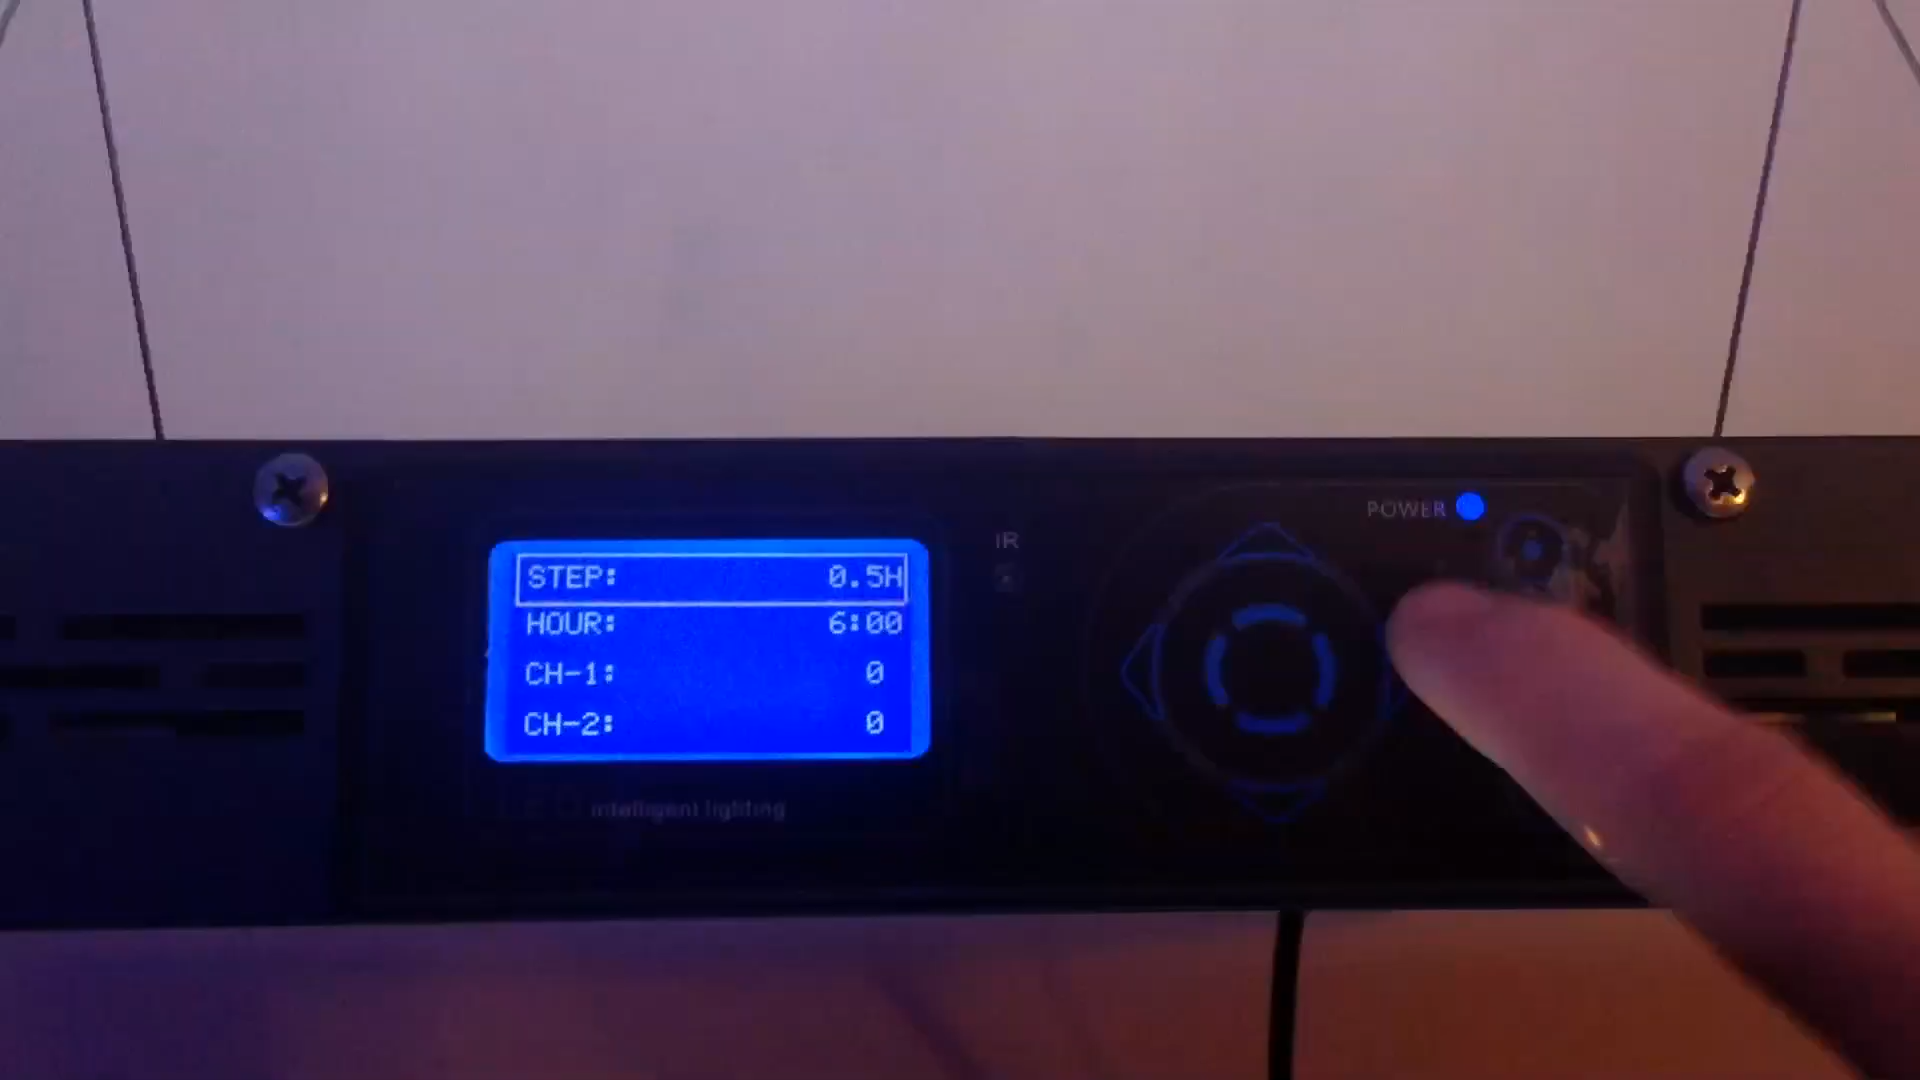 POWER
IR
STEP: 0.5H
HOUR: 6:00
CH-1: 0
CH-2: 0
intelligent lighting